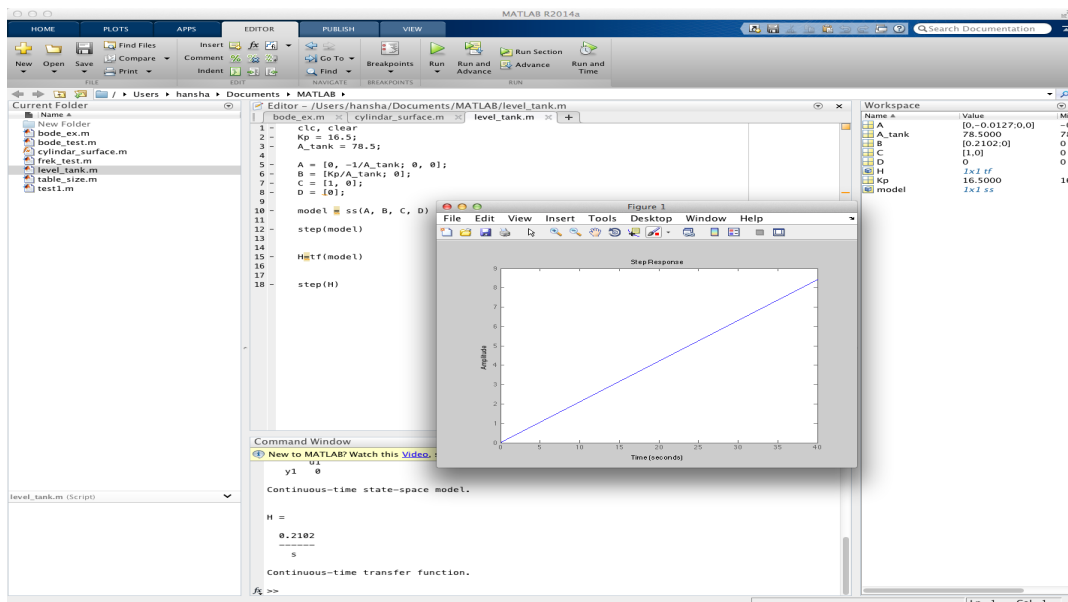 MATLAB R2014a
HOME PLOTS APPS EDITOR PUBLISH VIEW
Search Documentation
New Open Save Find Files Compare Print
Insert Comment Indent
Go To Find
Breakpoints Run Run and Advance Run Section Advance Run and Time
FILE EDIT NAVIGATE BREAKPOINTS RUN
/ Users hansha Documents MATLAB
Current Folder
Name
New Folder
bode_ex.m
bode_test.m
cylindar_surface.m
frek_test.m
level_tank.m
table_size.m
test1.m
level_tank.m (Script)
Editor - /Users/hansha/Documents/MATLAB/level_tank.m
bode_ex.m cylindar_surface.m level_tank.m
1 - clc, clear
2 - Kp = 16.5;
3 - A_tank = 78.5;
4
5 - A = [0, -1/A_tank; 0, 0];
6 - B = [Kp/A_tank; 0];
7 - C = [1, 0];
8 - D = [0];
9
10 - model = ss(A, B, C, D)
11
12 - step(model)
13
14
15 - H=tf(model)
16
17
18 - step(H)
Figure 1
File Edit View Insert Tools Desktop Window Help
Step Response
Amplitude
9
8
7
6
5
4
3
2
1
0
0 5 10 15 20 25 30 35 40
Time (seconds)
Command Window
New to MATLAB? Watch this Video,
u1
y1 0
Continuous-time state-space model.
H =
0.2102
------
s
Continuous-time transfer function.
fx >>
Workspace
Name Value
A [0,-0.0127;0,0]
A_tank 78.5000
B [0.2102;0] 0
C [1,0] 0
D 0 0
H 1x1 tf
Kp 16.5000
model 1x1 ss